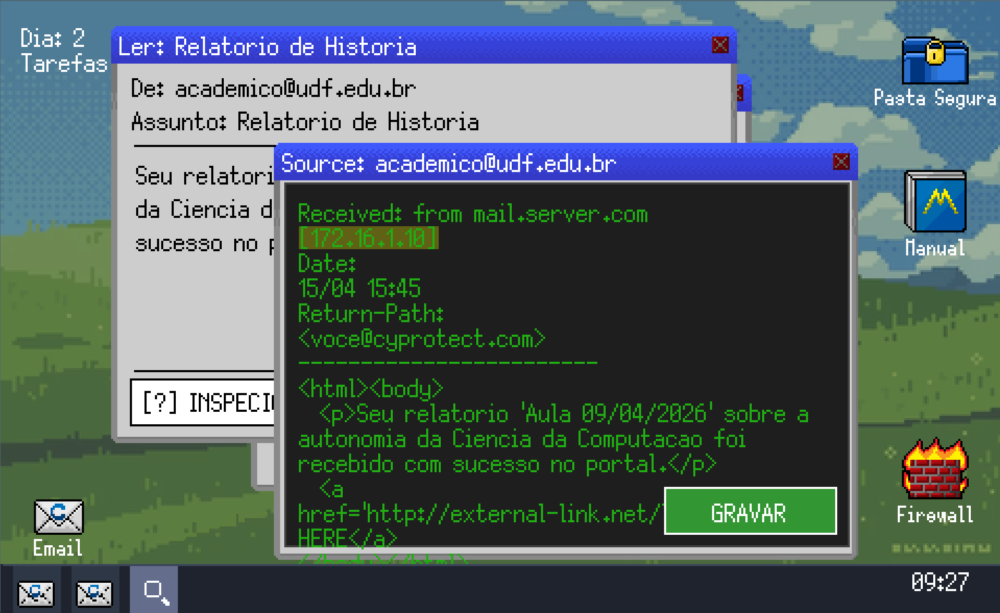 Dia: 2
Tarefas
Ler: Relatorio de Historia
De: academico@udf.edu.br
Assunto: Relatorio de Historia
Seu relatori
da Ciencia d
sucesso no p
[?] INSPECI
Source: academico@udf.edu.br
Received: from mail.server.com
[172.16.1.10]
Date:
15/04 15:45
Return-Path:
<voce@cyprotect.com>
-------------------------
<html><body>
<p>Seu relatorio 'Aula 09/04/2026' sobre a
autonomia da Ciencia da Computacao foi
recebido com sucesso no portal.</p>
<a
href='http://external-link.net/
HERE</a>
</body></html>
GRAVAR
Pasta Segura
Manual
Firewall
Email
09:27